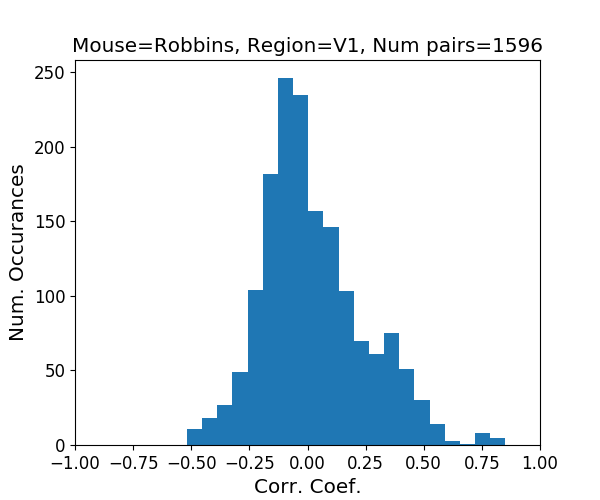 Mouse=Robbins, Region=V1, Num pairs=1596
250
200
150
100
50
0
Num. Occurances
−1.00 −0.75 −0.50 −0.25 0.00 0.25 0.50 0.75 1.00
Corr. Coef.